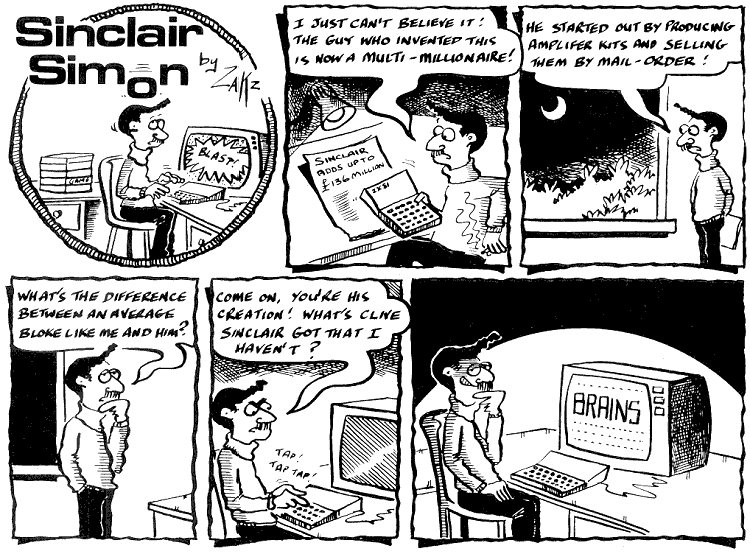 Sinclair
Simon
by ZAKz
BLAST!
GAME
I JUST CAN'T BELIEVE IT!
THE GUY WHO INVENTED THIS
IS NOW A MULTI-MILLIONAIRE!
SINCLAIR
ADDS UP TO
£136 MILLION
ZX81
HE STARTED OUT BY PRODUCING
AMPLIFER KITS AND SELLING
THEM BY MAIL-ORDER!
WHAT'S THE DIFFERENCE
BETWEEN AN AVERAGE
BLOKE LIKE ME AND HIM?
COME ON, YOU'RE HIS
CREATION! WHAT'S CLIVE
SINCLAIR GOT THAT I
HAVEN'T?
TAP!
TAP TAP!
BRAINS